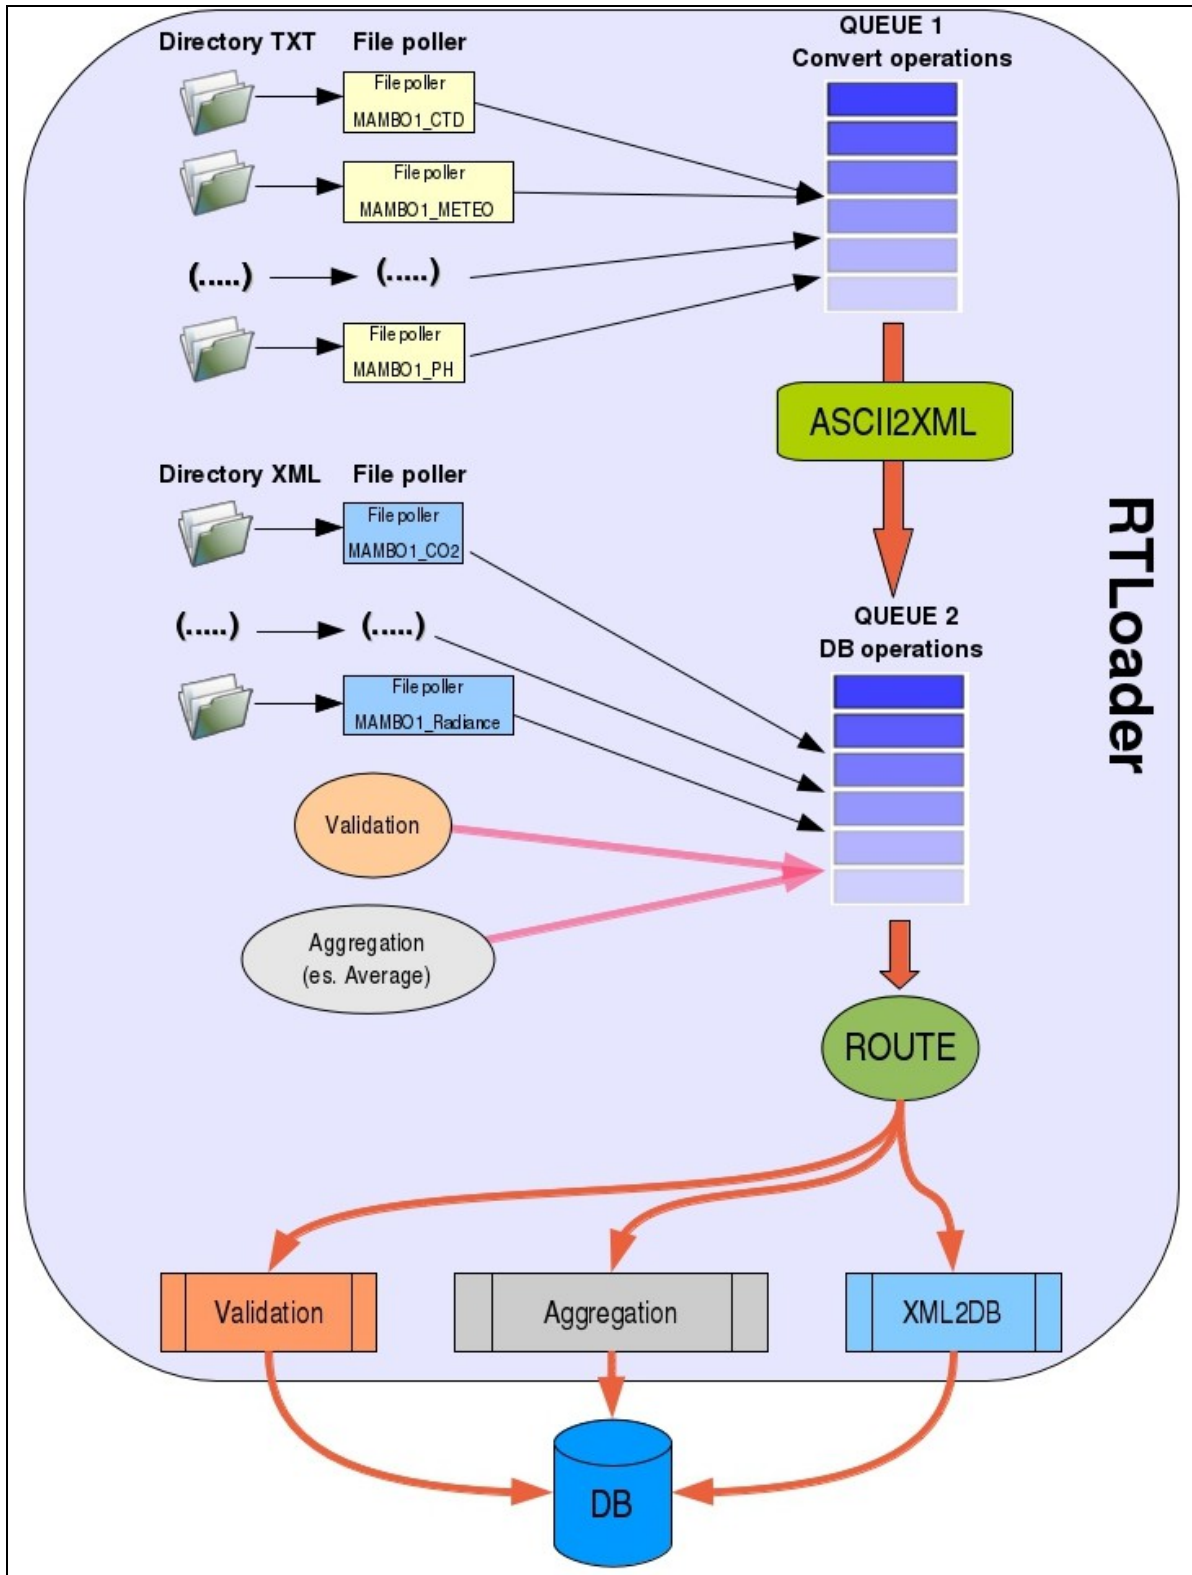 Directory TXT
File poller
QUEUE 1
Convert operations
File poller
MAMBO1_CTD
File poller
MAMBO1_METEO
(.....)
(.....)
File poller
MAMBO1_PH
ASCII2XML
Directory XML
File poller
File poller
MAMBO1_CO2
RTLoader
QUEUE 2
DB operations
(.....)
(.....)
File poller
MAMBO1_Radiance
Validation
Aggregation
(es. Average)
ROUTE
Validation
Aggregation
XML2DB
DB